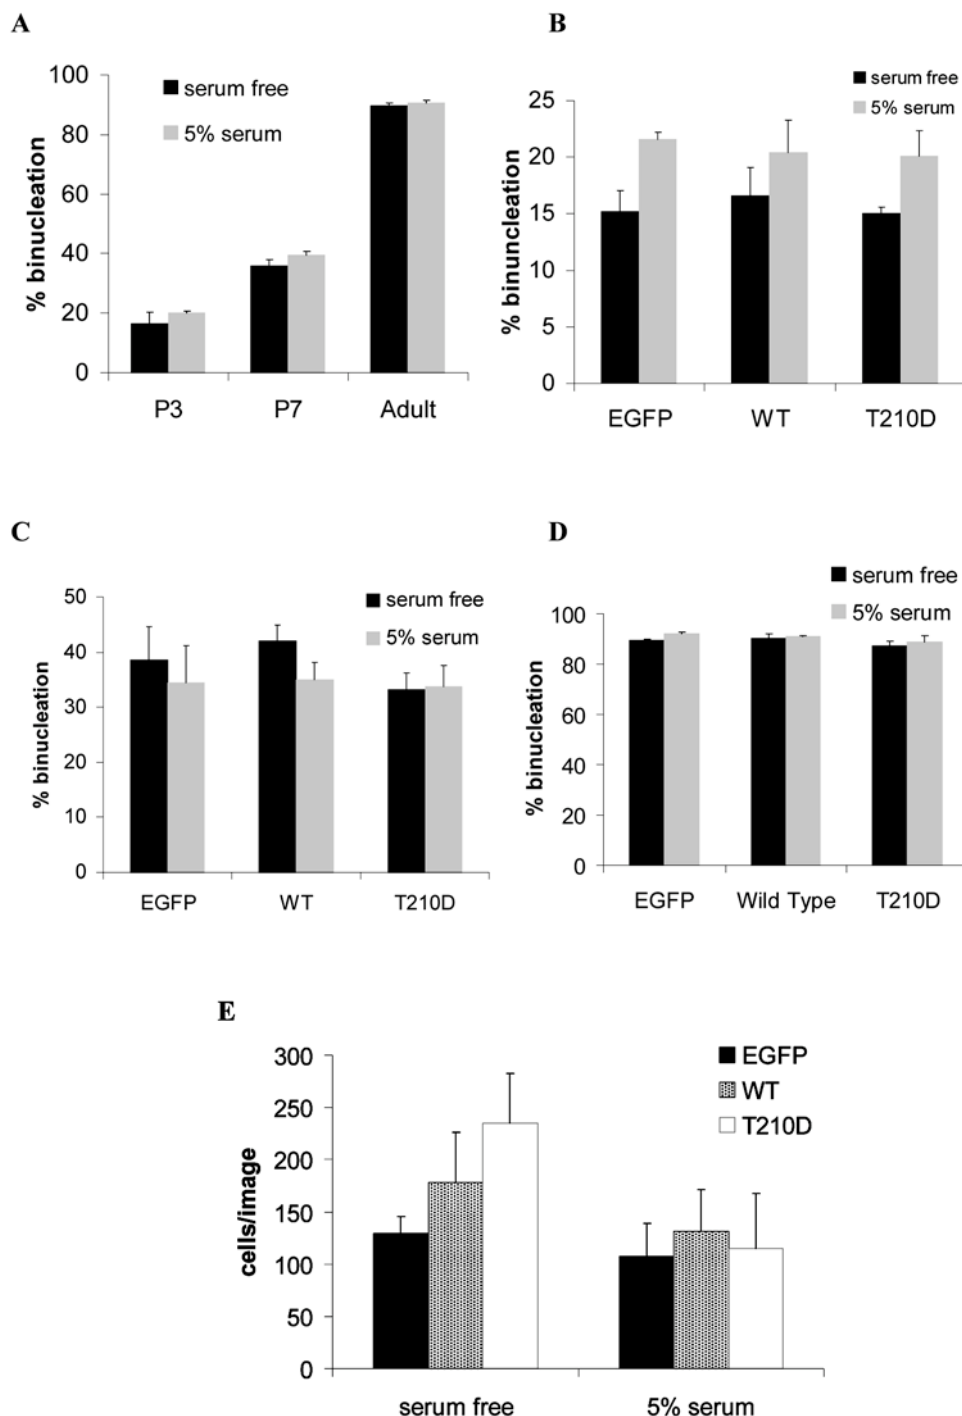 A
B
% binucleation
100
80
60
40
20
0
serum free
5% serum
P3 P7 Adult
% binunucleation
25
20
15
10
5
0
serum free
5% serum
EGFP WT T210D
C
D
% binucleation
50
40
30
20
10
0
serum free
5% serum
EGFP WT T210D
% binucleation
100
80
60
40
20
0
serum free
5% serum
EGFP Wild Type T210D
E
cells/image
300
250
200
150
100
50
0
EGFP
WT
T210D
serum free 5% serum